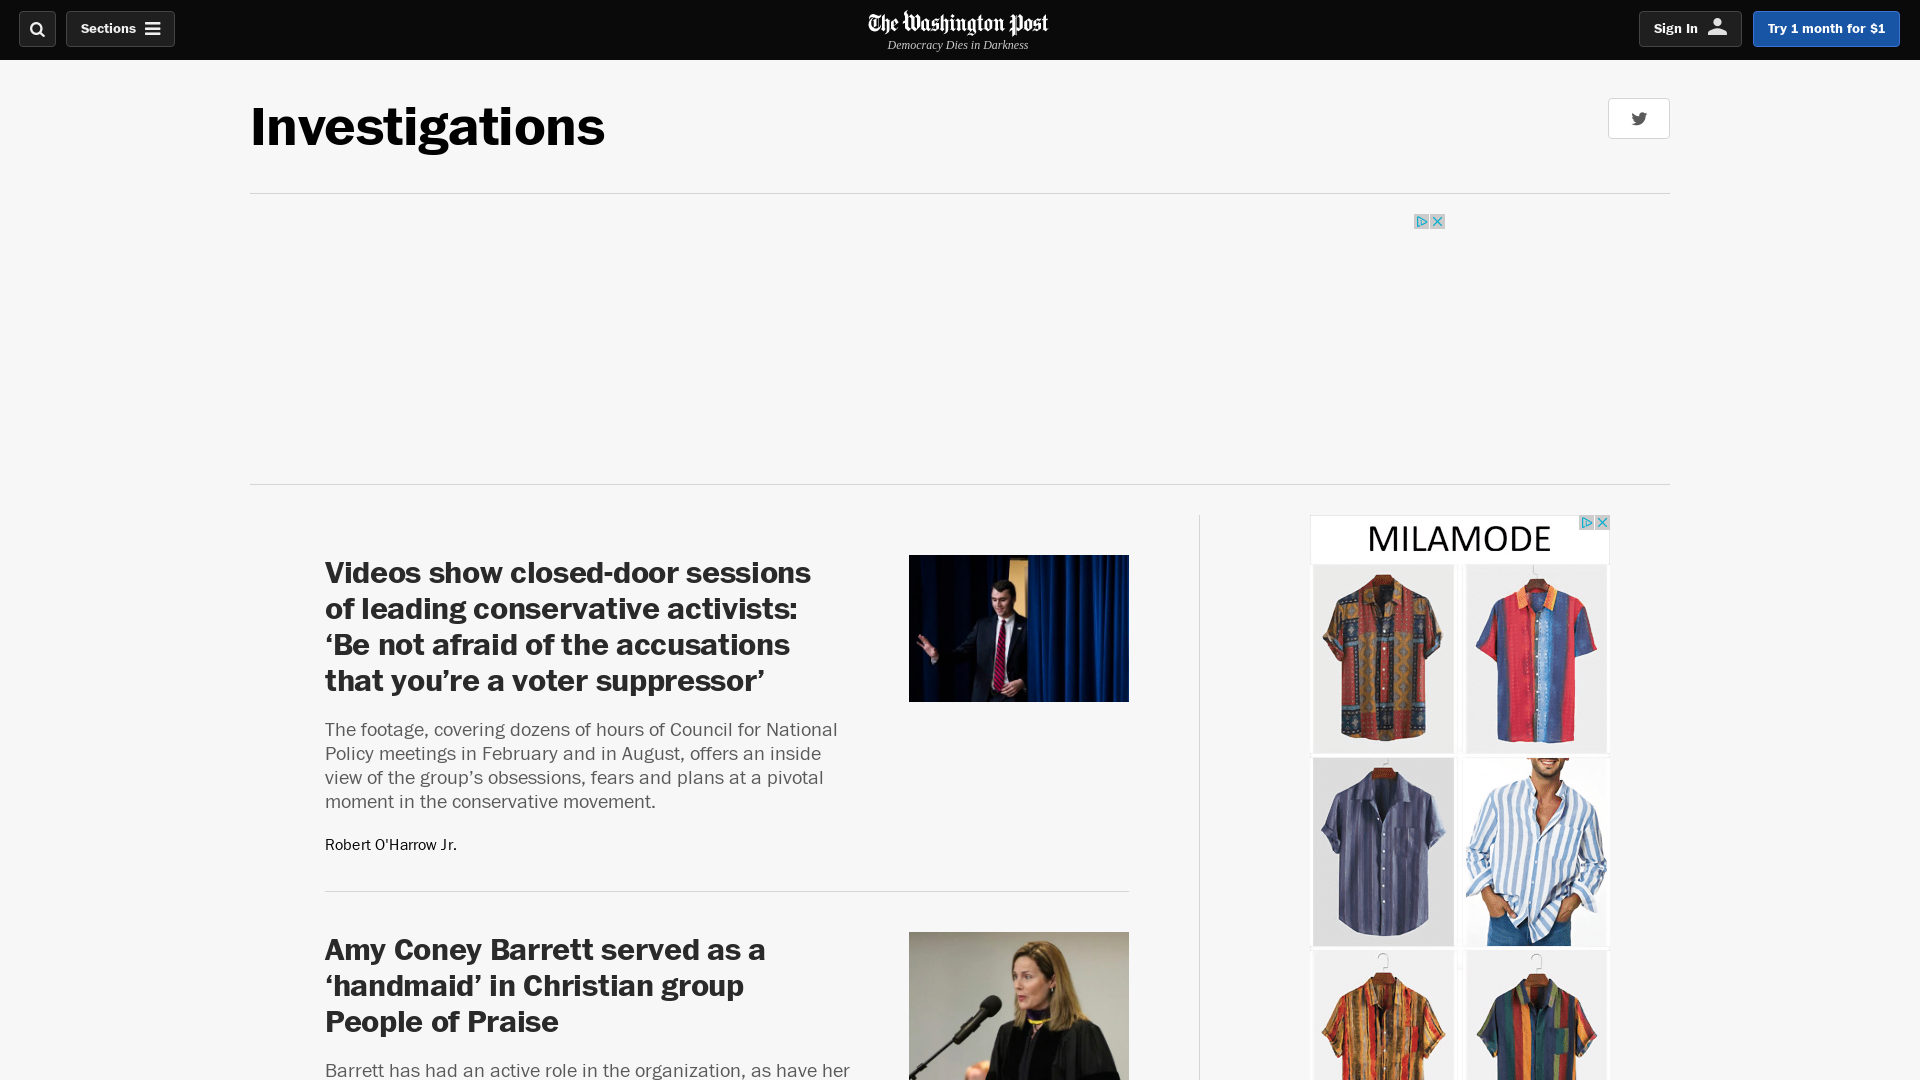 Sections
The Washington Post
Democracy Dies in Darkness
Sign In
Try 1 month for $1
Investigations
Videos show closed-door sessions
of leading conservative activists:
‘Be not afraid of the accusations
that you’re a voter suppressor’
The footage, covering dozens of hours of Council for National
Policy meetings in February and in August, offers an inside
view of the group’s obsessions, fears and plans at a pivotal
moment in the conservative movement.
Robert O'Harrow Jr.
Amy Coney Barrett served as a
‘handmaid’ in Christian group
People of Praise
Barrett has had an active role in the organization, as have her
MILAMODE